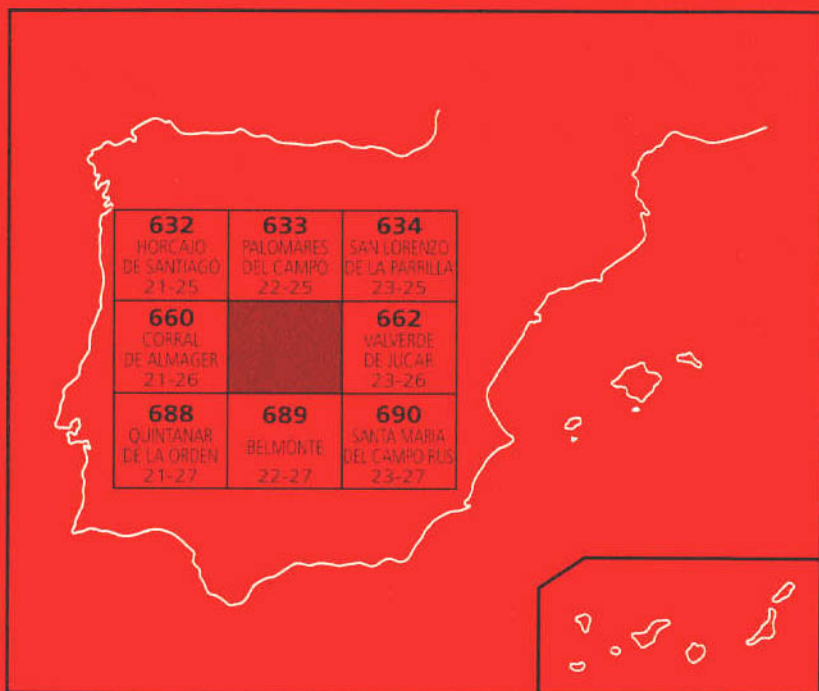 632
HORCAJO
DE SANTIAGO
21-25
633
PALOMARES
DEL CAMPO
22-25
634
SAN LORENZO
DE LA PARRILLA
23-25
660
CORRAL
DE ALMAGER
21-26
662
VALVERDE
DE JUCAR
23-26
688
QUINTANAR
DE LA ORDEN
21-27
689
BELMONTE
22-27
690
SANTA MARIA
DEL CAMPO RUS
23-27